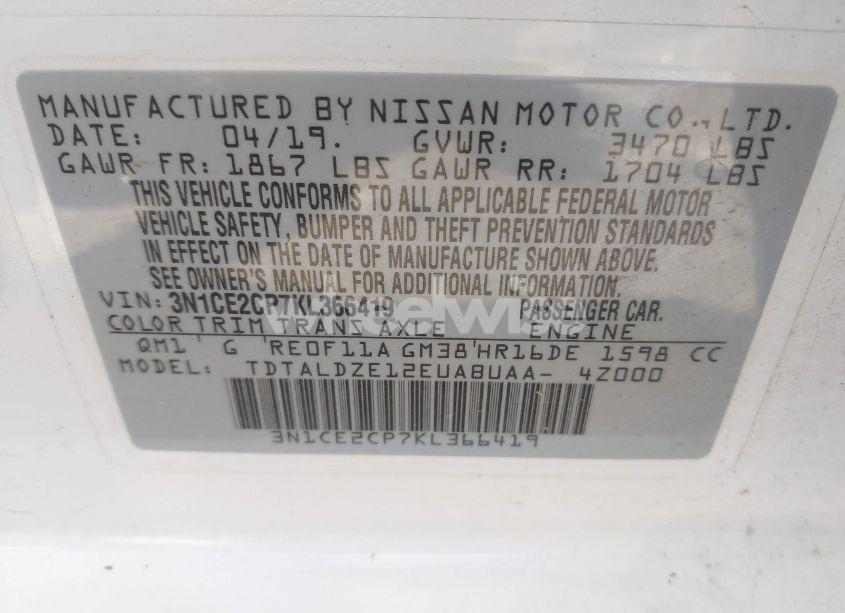 MANUFACTURED BY NISSAN MOTOR CO., LTD.
DATE: 04/19. GVWR: 3470 LBS
GAWR FR: 1867 LBS GAWR RR: 1704 LBS
THIS VEHICLE CONFORMS TO ALL APPLICABLE FEDERAL MOTOR
VEHICLE SAFETY, BUMPER AND THEFT PREVENTION STANDARDS
IN EFFECT ON THE DATE OF MANUFACTURE SHOWN ABOVE.
SEE OWNER'S MANUAL FOR ADDITIONAL INFORMATION.
VIN: 3N1CE2CP7KL366419 PASSENGER CAR.
COLOR TRIM TRANS AXLE ENGINE
QM1 ' G ' RE0F11A GM38 ' HR16DE 1598 CC
MODEL: TDTALDZE12EUABUAA- 4Z000
3N1CE2CP7KL366419